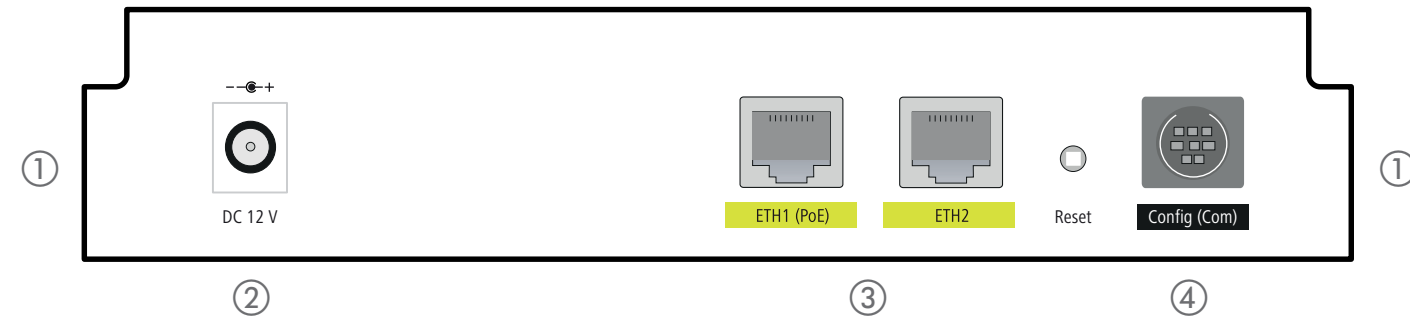 ① ①
DC 12 V ETH1 (PoE) ETH2 Reset Config (Com)
② ③ ④